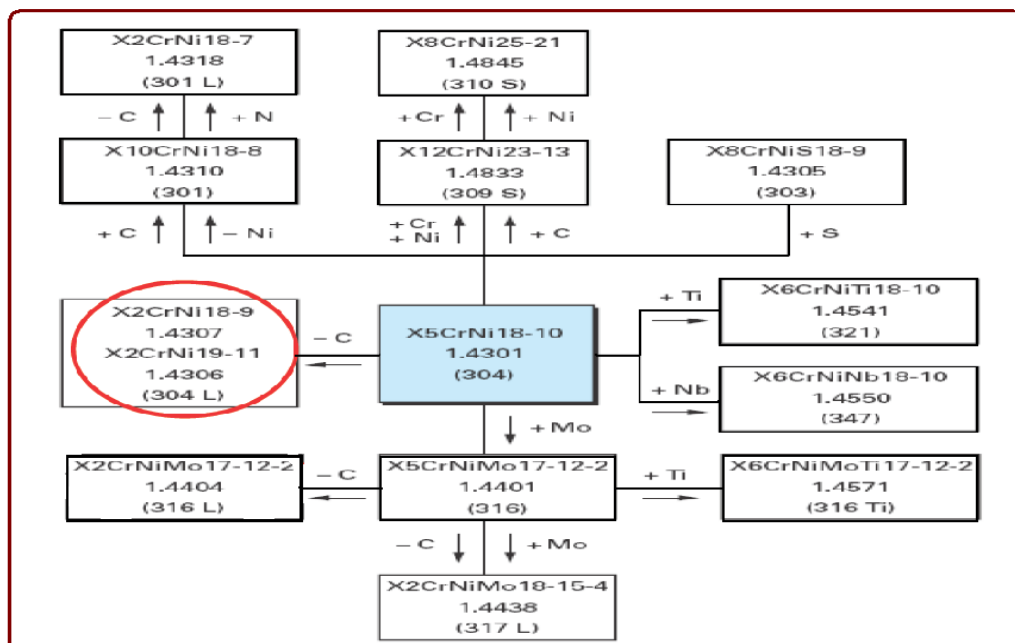 X2CrNi18-7
1.4318
(301 L)
X8CrNi25-21
1.4845
(310 S)
– C
+ N
+Cr
+ Ni
X10CrNi18-8
1.4310
(301)
X12CrNi23-13
1.4833
(309 S)
X8CrNiS18-9
1.4305
(303)
+ C
– Ni
+ Cr
+ Ni
+ C
+ S
X2CrNi18-9
1.4307
X2CrNi19-11
1.4306
(304 L)
– C
X5CrNi18-10
1.4301
(304)
+ Ti
X6CrNiTi18-10
1.4541
(321)
+ Nb
X6CrNiNb18-10
1.4550
(347)
+ Mo
X2CrNiMo17-12-2
1.4404
(316 L)
– C
X5CrNiMo17-12-2
1.4401
(316)
+ Ti
X6CrNiMoTi17-12-2
1.4571
(316 Ti)
– C
+ Mo
X2CrNiMo18-15-4
1.4438
(317 L)